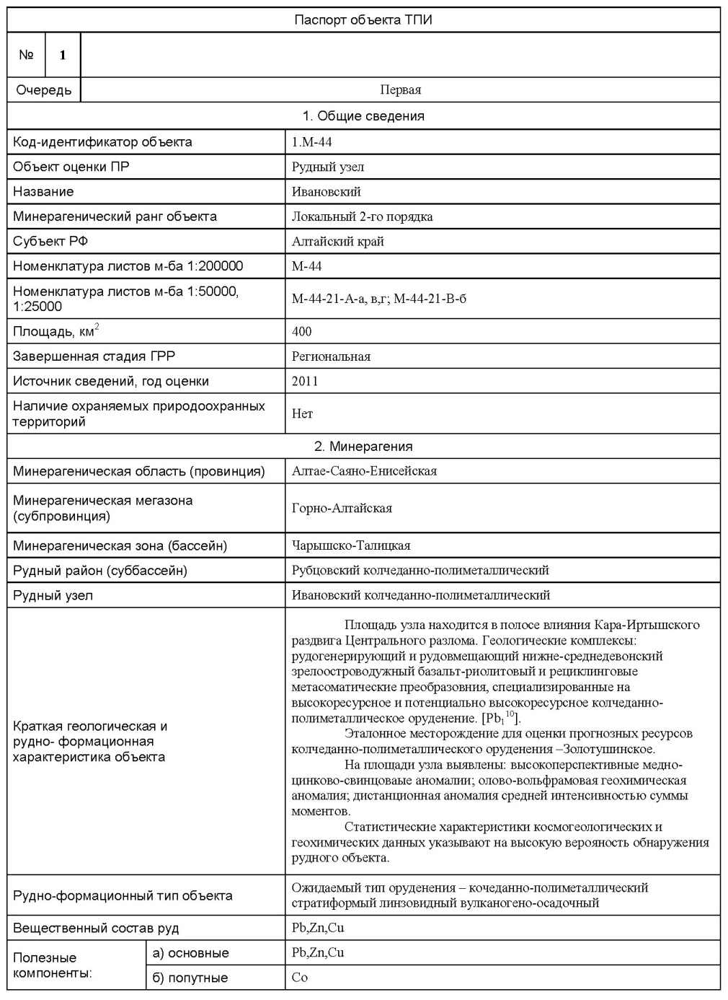 Паспорт объекта ТПИ
№ 1
Очередь Первая
1. Общие сведения
Код-идентификатор объекта 1.М-44
Объект оценки ПР Рудный узел
Название Ивановский
Минерагенический ранг объекта Локальный 2-го порядка
Субъект РФ Алтайский край
Номенклатура листов м-ба 1:200000 М-44
Номенклатура листов м-ба 1:50000,
1:25000
М-44-21-А-а, в,г; М-44-21-В-б
Площадь, км2 400
Завершенная стадия ГРР Региональная
Источник сведений, год оценки 2011
Наличие охраняемых природоохранных
территорий
Нет
2. Минерагения
Минерагеническая область (провинция) Алтае-Саяно-Енисейская
Минерагеническая мегазона
(субпровинция)
Горно-Алтайская
Минерагеническая зона (бассейн) Чарышско-Талицкая
Рудный район (суббассейн) Рубцовский колчеданно-полиметаллический
Рудный узел Ивановский колчеданно-полиметаллический
Краткая геологическая и
рудно- формационная
характеристика объекта
Площадь узла находится в полосе влияния Кара-Иртышского
раздвига Центрального разлома. Геологические комплексы:
рудогенерирующий и рудовмещающий нижне-среднедевонский
зрелоостроводужный базальт-риолитовый и рециклинговые
метасоматические преобразовния, специализированные на
высокоресурсное и потенциально высокоресурсное колчеданно-
полиметаллическое оруденение. [Pb₁¹⁰].
Эталонное месторождение для оценки прогнозных ресурсов
колчеданно-полиметаллического оруденения –Золотушинское.
На площади узла выявлены: высокоперспективные медно-
цинково-свинцоваые аномалии; олово-вольфрамовая геохимическая
аномалия; дистанционная аномалия средней интенсивностью суммы
моментов.
Статистические характеристики космогеологических и
геохимических данных указывают на высокую верояность обнаружения
рудного объекта.
Рудно-формационный тип объекта
Ожидаемый тип оруденения – кочеданно-полиметаллический
стратиформый линзовидный вулканогено-осадочный
Вещественный состав руд Pb,Zn,Cu
Полезные
компоненты:
а) основные Pb,Zn,Cu
б) попутные Co